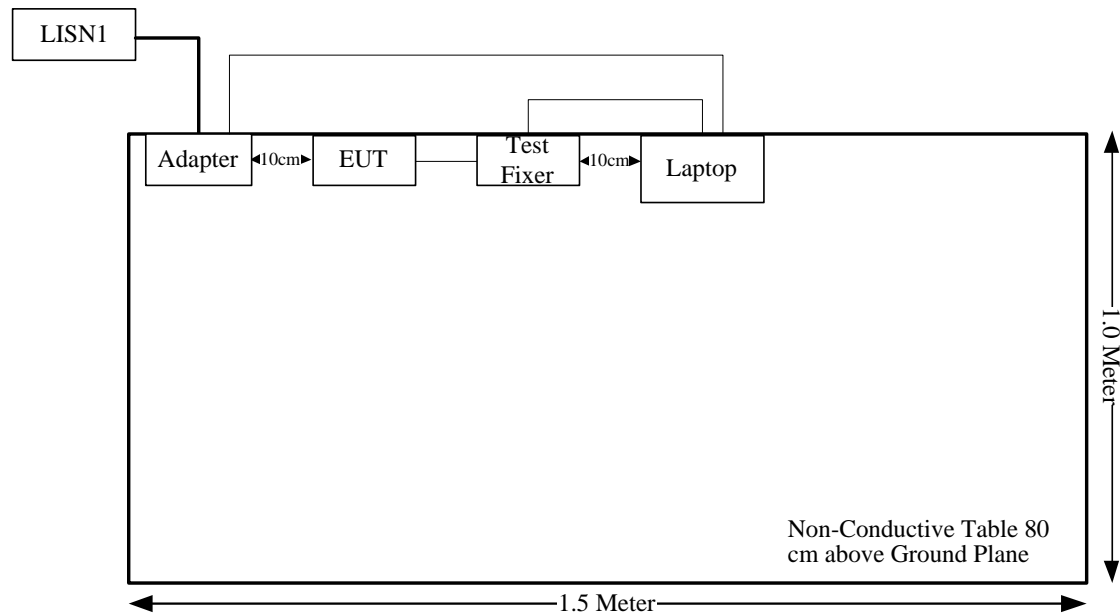 LISN1
Adapter
10cm
EUT
Test
Fixer
10cm
Laptop
1.0 Meter
Non-Conductive Table 80
cm above Ground Plane
1.5 Meter